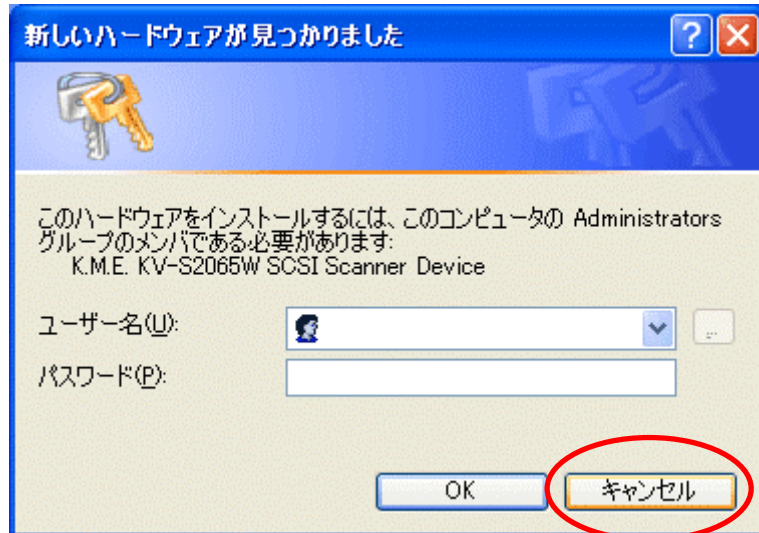 新しいハードウェアが見つかりました
このハードウェアをインストールするには、このコンピュータの Administrators
グループのメンバである必要があります:
K.M.E. KV-S2065W SCSI Scanner Device
ユーザー名(U):
...
パスワード(P):
OK キャンセル